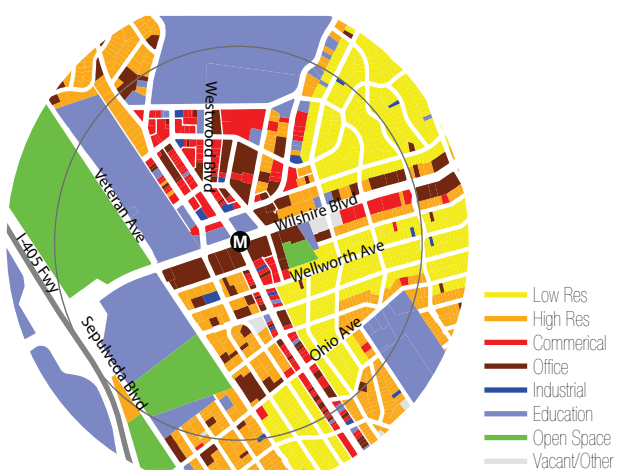 Westwood Blvd
Veteran Ave
Wilshire Blvd
M
Wellworth Ave
I-405 Fwy
Sepulveda Blvd
Ohio Ave
Low Res
High Res
Commerical
Office
Industrial
Education
Open Space
Vacant/Other